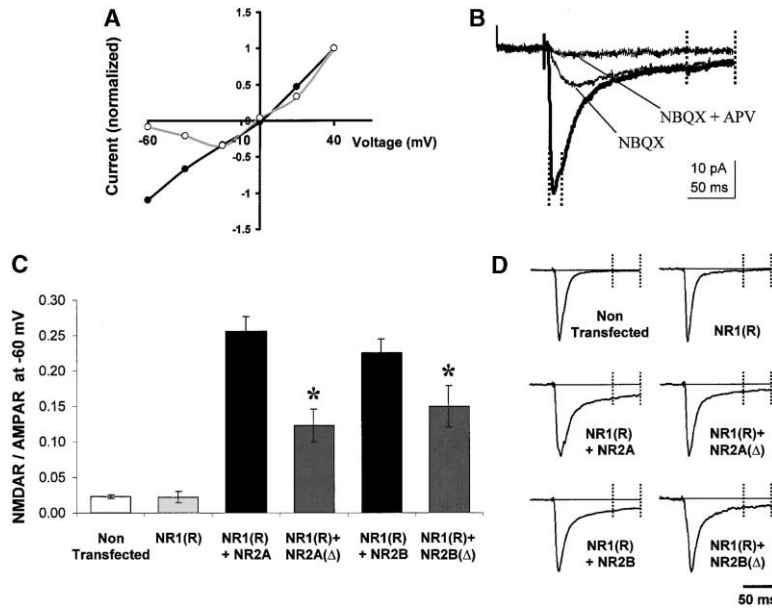 A
1.5
1
0.5
0
-0.5
-1
-1.5
-60
-10
40
Voltage (mV)
Current (normalized)
B
NBQX + APV
NBQX
10 pA
50 ms
C
NMDAR / AMPAR at -60 mV
0.30
0.25
0.20
0.15
0.10
0.05
0.00
*
*
Non
Transfected
NR1(R)
NR1(R)
+ NR2A
NR1(R)+
NR2A(Δ)
NR1(R)
+ NR2B
NR1(R)+
NR2B(Δ)
D
Non
Transfected
NR1(R)
NR1(R)
+ NR2A
NR1(R)+
NR2A(Δ)
NR1(R)
+ NR2B
NR1(R)+
NR2B(Δ)
50 ms